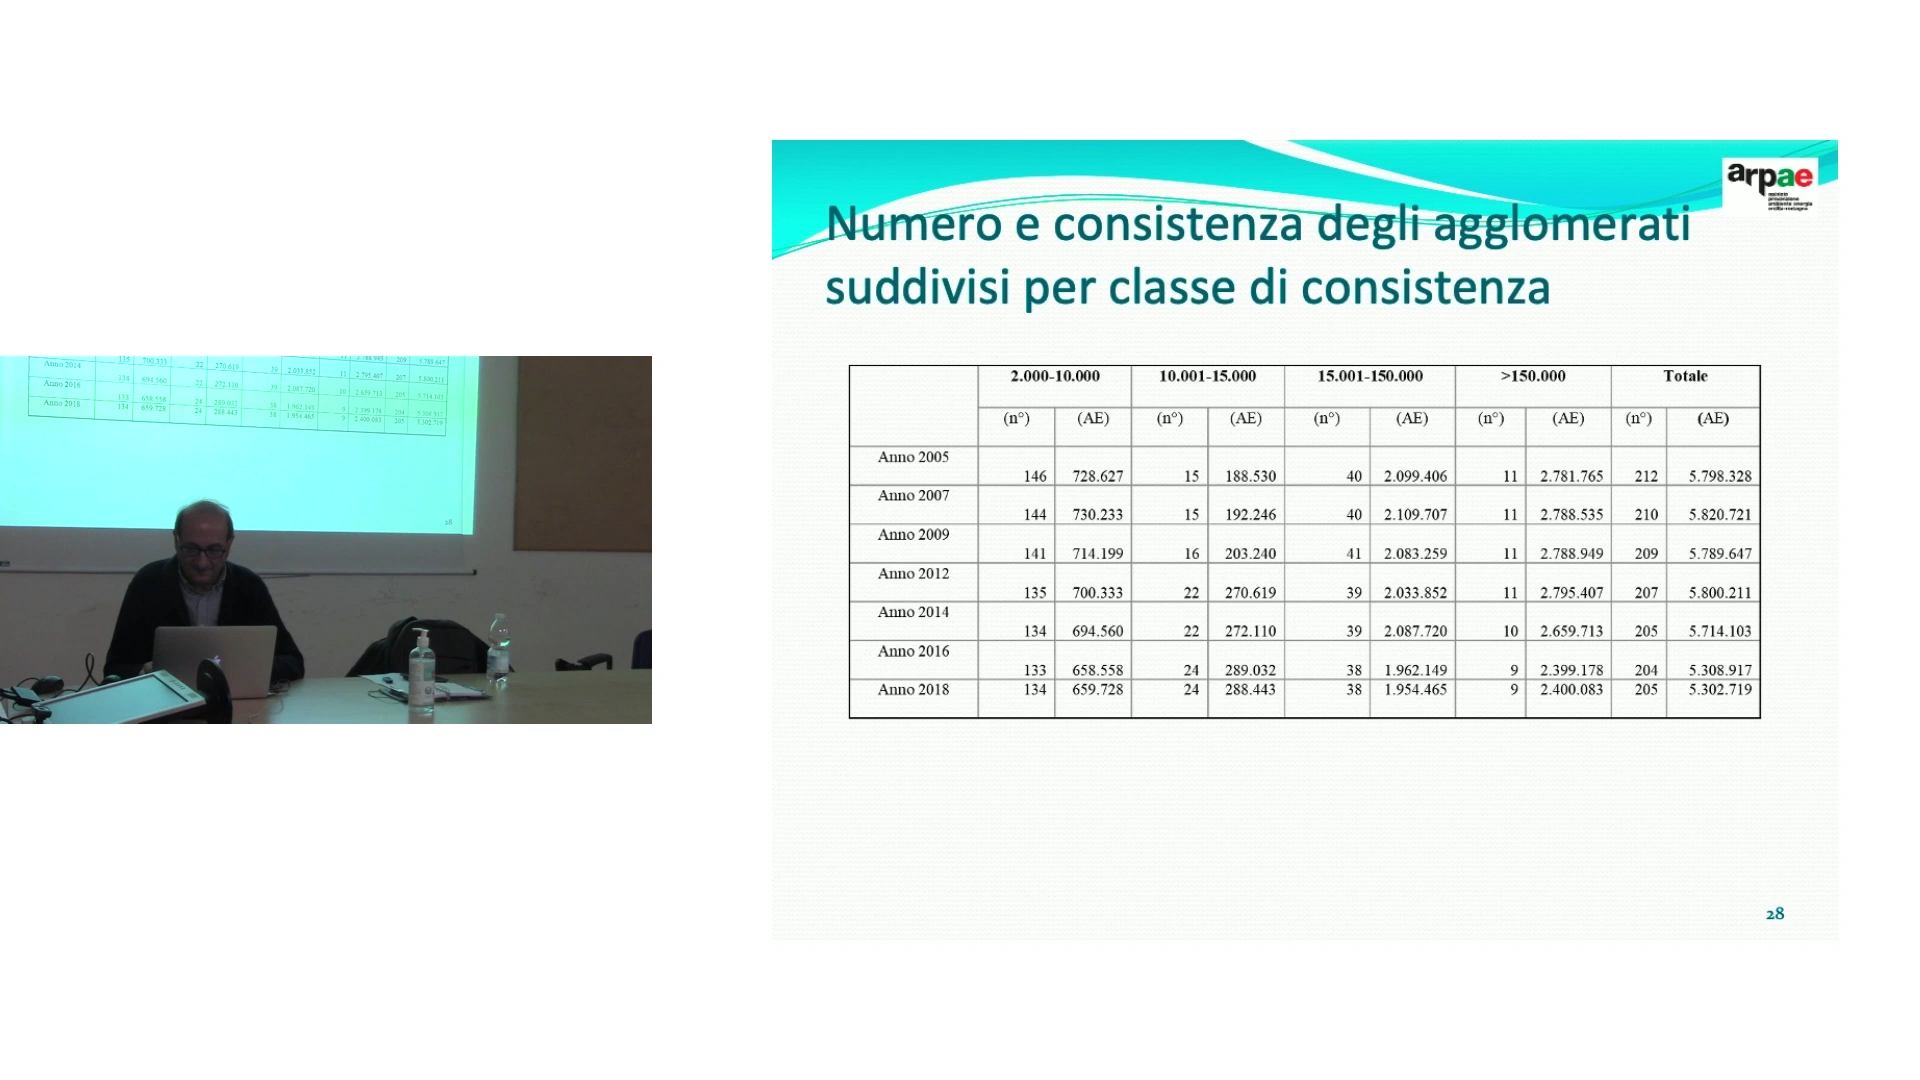 Anno 2014
Anno 2016
Anno 2018
28
arpae
Numero e consistenza degli agglomerati
suddivisi per classe di consistenza
2.000-10.000 10.001-15.000 15.001-150.000 >150.000 Totale
(n°) (AE) (n°) (AE) (n°) (AE) (n°) (AE) (n°) (AE)
Anno 2005 146 728.627 15 188.530 40 2.099.406 11 2.781.765 212 5.798.328
Anno 2007 144 730.233 15 192.246 40 2.109.707 11 2.788.535 210 5.820.721
Anno 2009 141 714.199 16 203.240 41 2.083.259 11 2.788.949 209 5.789.647
Anno 2012 135 700.333 22 270.619 39 2.033.852 11 2.795.407 207 5.800.211
Anno 2014 134 694.560 22 272.110 39 2.087.720 10 2.659.713 205 5.714.103
Anno 2016 133 658.558 24 289.032 38 1.962.149 9 2.399.178 204 5.308.917
Anno 2018 134 659.728 24 288.443 38 1.954.465 9 2.400.083 205 5.302.719
28